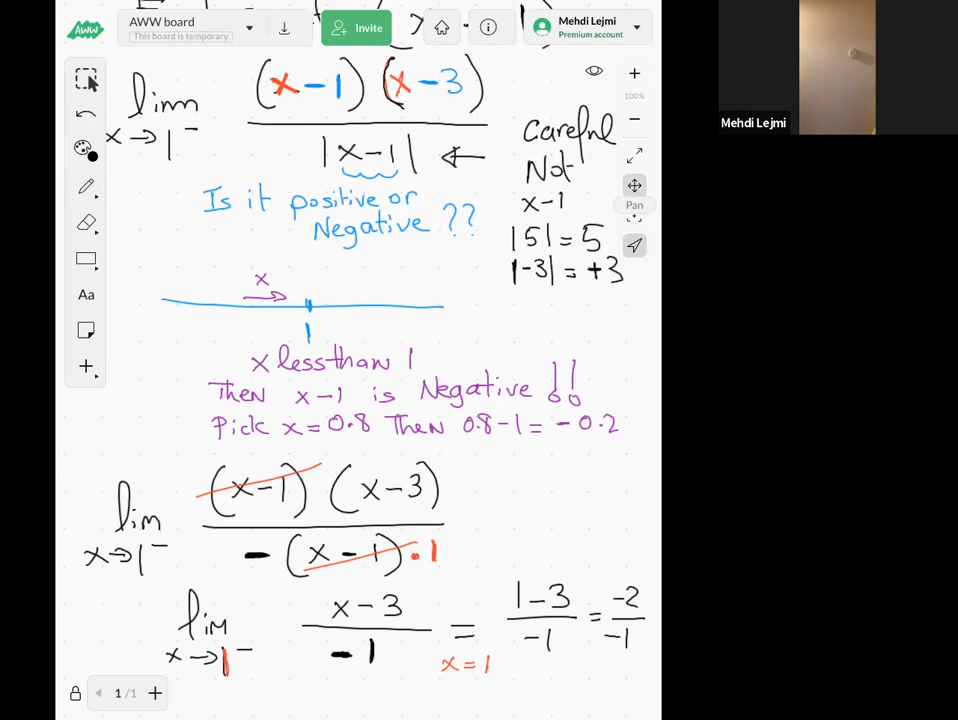 AWW board
This board is temporary
Invite
Mehdi Lejmi
Premium account
Mehdi Lejmi
100%
Pan
Aa
lim x→1⁻ (x-1)(x-3)
|x-1| ←
Careful
Not
x-1
|5| = 5
|-3| = +3
Is it positive or
Negative ??
x
1
x less than 1
Then x-1 is Negative !!
Pick x=0.8 Then 0.8-1 = -0.2
lim x→1⁻ (x-1) (x-3)
-(x-1)·1
lim x→1⁻ x-3 / -1 = 1-3 / -1 = -2 / -1
x=1
1 / 1